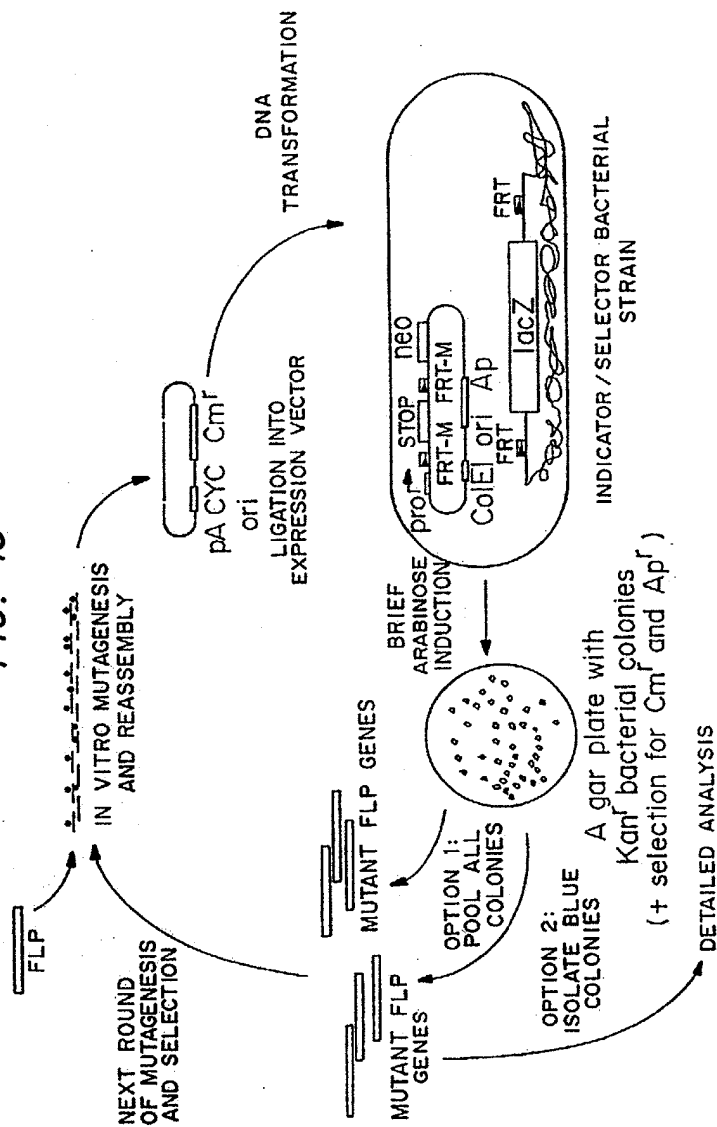 FLP
IN VITRO MUTAGENESIS
AND REASSEMBLY
pA CYC Cmʳ
ori
LIGATION INTO
EXPRESSION VECTOR
DNA
TRANSFORMATION
pro STOP neo
FRT-M FRT-M
ColEI ori Ap
FRT FRT
lacZ
INDICATOR/SELECTOR BACTERIAL
STRAIN
BRIEF
ARABINOSE
INDUCTION
A gar plate with
Kanʳ bacterial colonies
(+ selection for Cmʳ and Apʳ)
OPTION 1:
POOL ALL
COLONIES
MUTANT FLP GENES
OPTION 2:
ISOLATE BLUE
COLONIES
MUTANT FLP
GENES
NEXT ROUND
OF MUTAGENESIS
AND SELECTION
DETAILED ANALYSIS